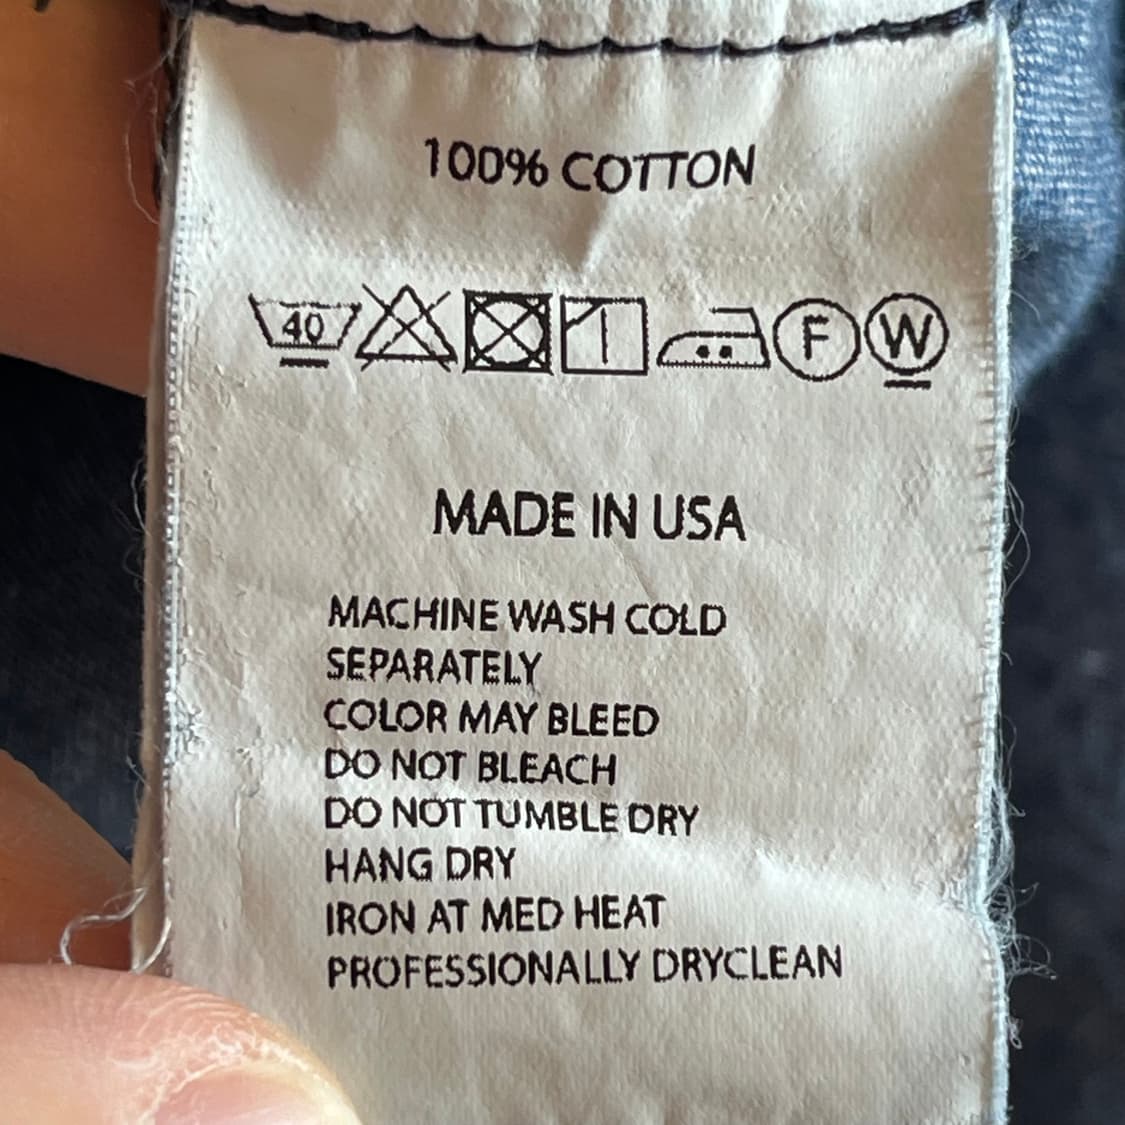 100% COTTON
40 F W
MADE IN USA
MACHINE WASH COLD
SEPARATELY
COLOR MAY BLEED
DO NOT BLEACH
DO NOT TUMBLE DRY
HANG DRY
IRON AT MED HEAT
PROFESSIONALLY DRYCLEAN